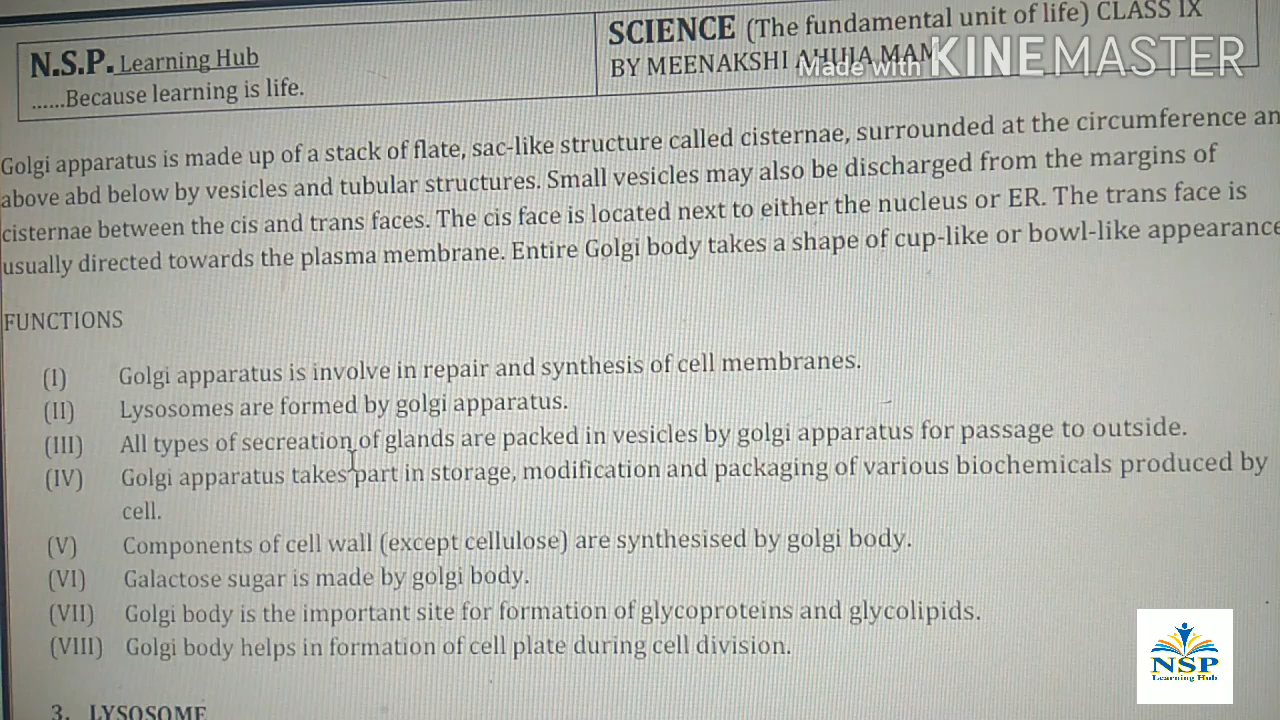 N.S.P. Learning Hub
......Because learning is life.
SCIENCE (The fundamental unit of life) CLASS IX
BY MEENAKSHI AHUJA MAM
Made with KINEMASTER
Golgi apparatus is made up of a stack of flate, sac-like structure called cisternae, surrounded at the circumference an
above abd below by vesicles and tubular structures. Small vesicles may also be discharged from the margins of
cisternae between the cis and trans faces. The cis face is located next to either the nucleus or ER. The trans face is
usually directed towards the plasma membrane. Entire Golgi body takes a shape of cup-like or bowl-like appearance
FUNCTIONS
(I) Golgi apparatus is involve in repair and synthesis of cell membranes.
(II) Lysosomes are formed by golgi apparatus.
(III) All types of secreation of glands are packed in vesicles by golgi apparatus for passage to outside.
(IV) Golgi apparatus takes part in storage, modification and packaging of various biochemicals produced by
cell.
(V) Components of cell wall (except cellulose) are synthesised by golgi body.
(VI) Galactose sugar is made by golgi body.
(VII) Golgi body is the important site for formation of glycoproteins and glycolipids.
(VIII) Golgi body helps in formation of cell plate during cell division.
3. LYSOSOME
NSP
Learning Hub